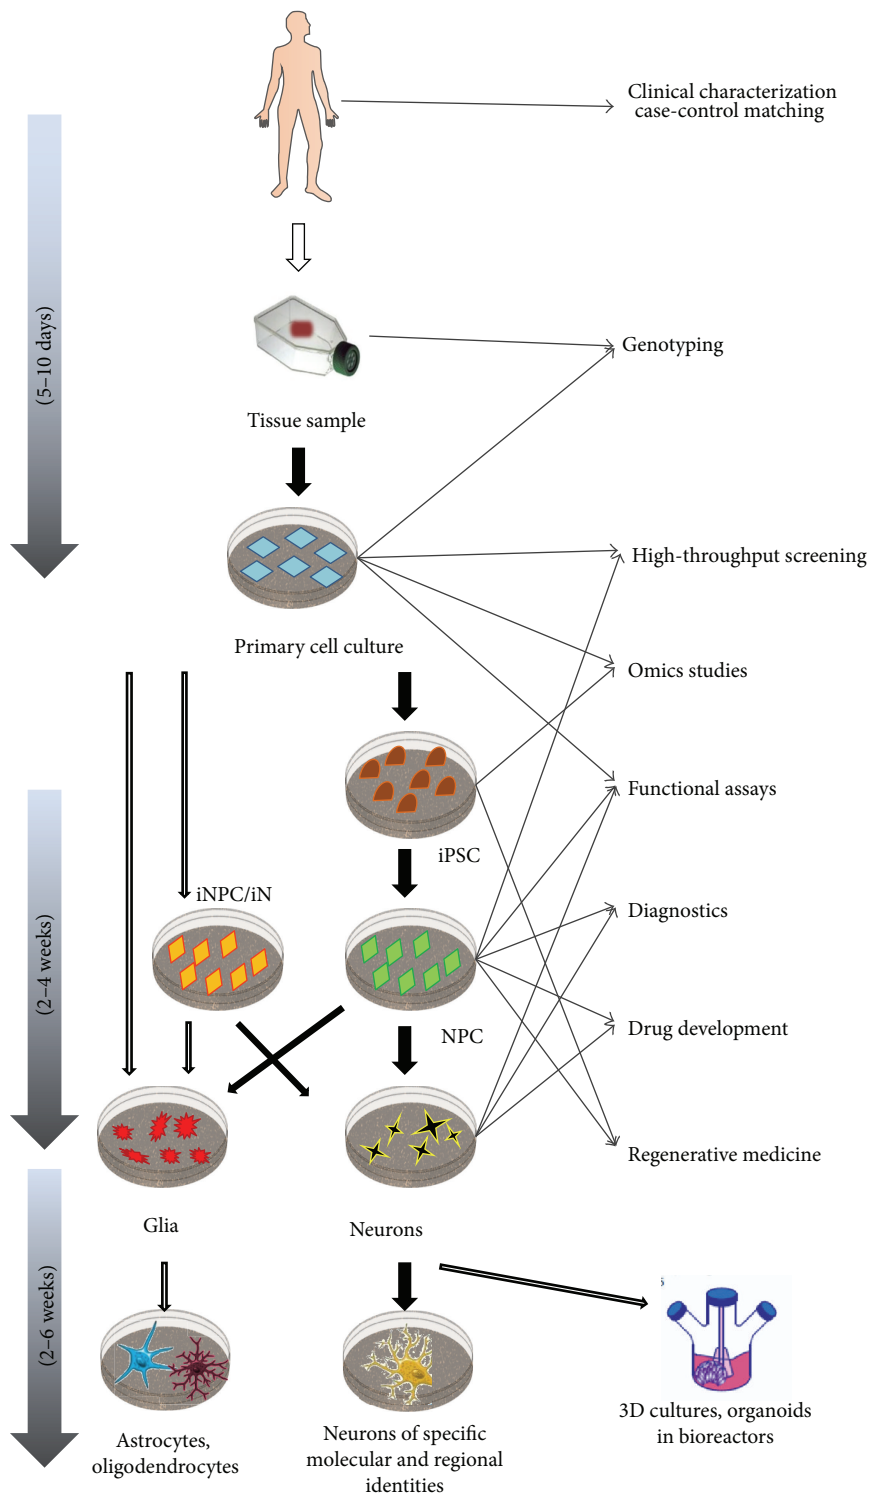 Clinical characterization
case-control matching
(5–10 days)
Genotyping
Tissue sample
High-throughput screening
Primary cell culture
Omics studies
Functional assays
iPSC
iNPC/iN
Diagnostics
(2–4 weeks)
NPC
Drug development
Regenerative medicine
Glia
Neurons
(2–6 weeks)
s
3D cultures, organoids
in bioreactors
Astrocytes,
oligodendrocytes
Neurons of specific
molecular and regional
identities